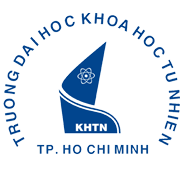 TRUONG DAI HOC KHOA HOC TU NHIEN
KHTN
TP. HO CHI MINH